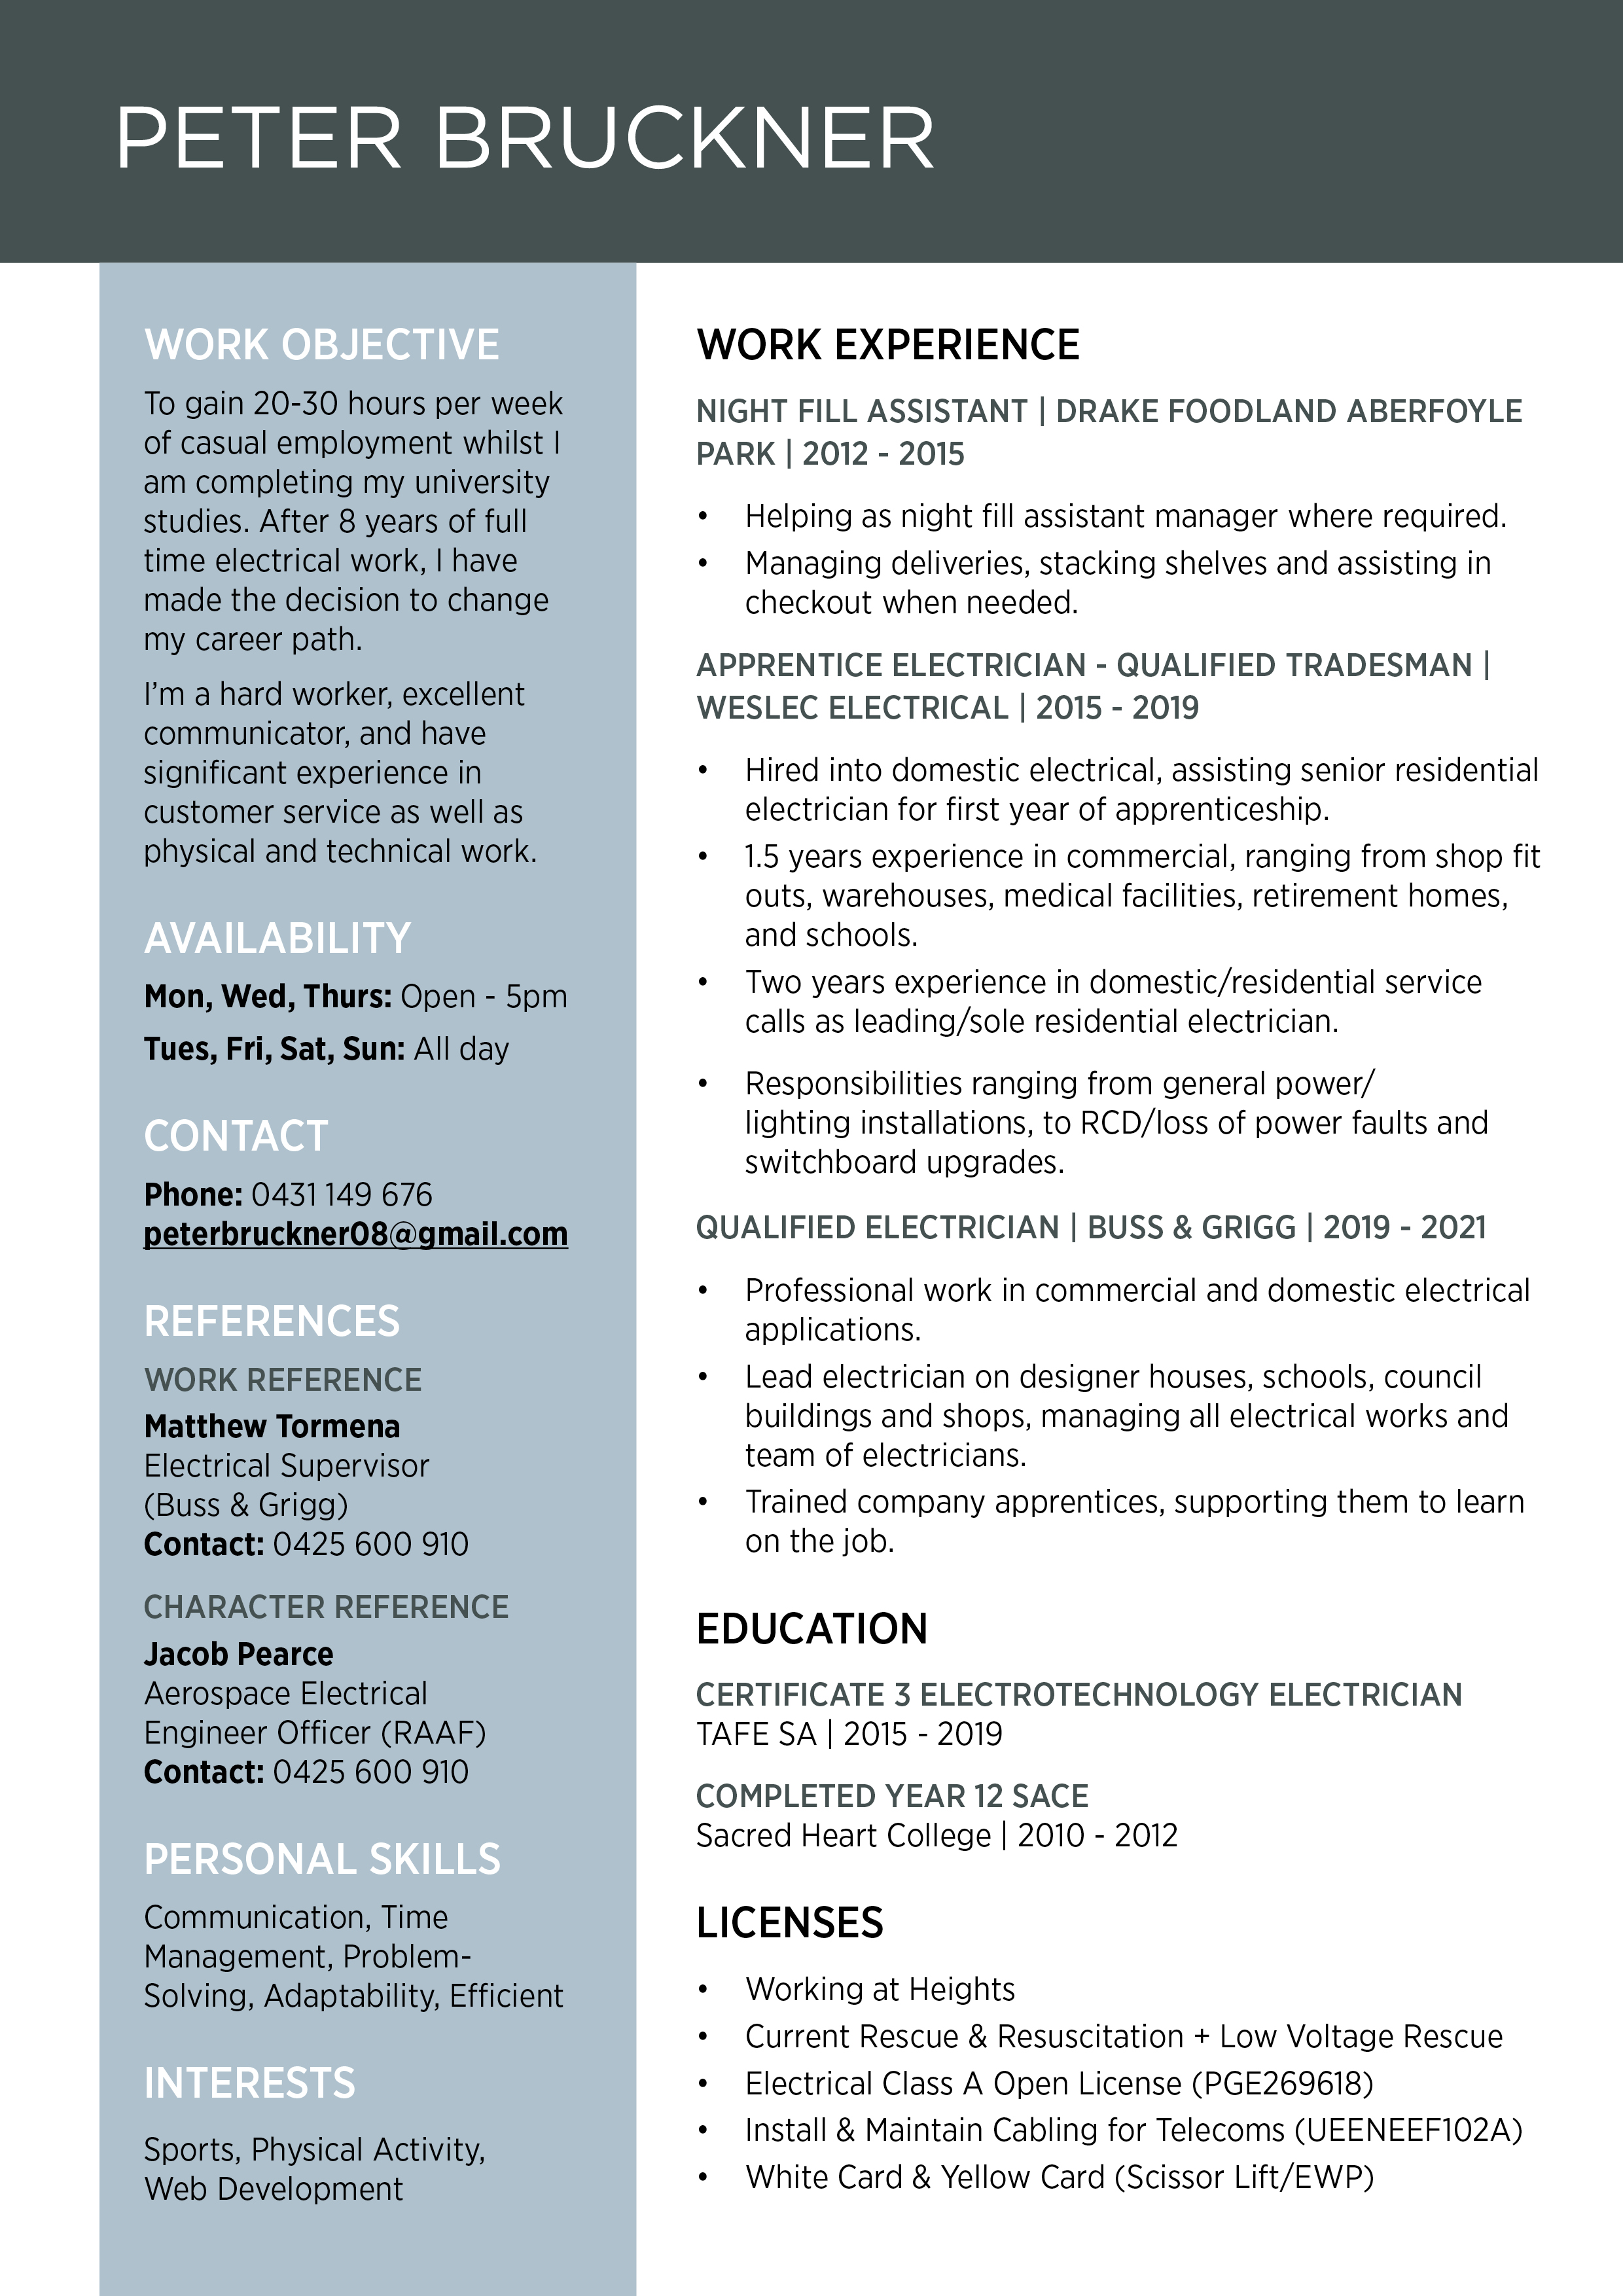 PETER BRUCKNER
WORK OBJECTIVE
To gain 20-30 hours per week
of casual employment whilst I
am completing my university
studies. After 8 years of full
time electrical work, I have
made the decision to change
my career path.
I'm a hard worker, excellent
communicator, and have
significant experience in
customer service as well as
physical and technical work.
AVAILABILITY
Mon, Wed, Thurs: Open - 5pm
Tues, Fri, Sat, Sun: All day
CONTACT
Phone: 0431 149 676
peterbruckner08@gmail.com
REFERENCES
WORK REFERENCE
Matthew Tormena
Electrical Supervisor
(Buss & Grigg)
Contact: 0425 600 910
CHARACTER REFERENCE
Jacob Pearce
Aerospace Electrical
Engineer Officer (RAAF)
Contact: 0425 600 910
PERSONAL SKILLS
Communication, Time
Management, Problem-
Solving, Adaptability, Efficient
INTERESTS
Sports, Physical Activity,
Web Development
WORK EXPERIENCE
NIGHT FILL ASSISTANT | DRAKE FOODLAND ABERFOYLE
PARK | 2012 - 2015
• Helping as night fill assistant manager where required.
• Managing deliveries, stacking shelves and assisting in
checkout when needed.
APPRENTICE ELECTRICIAN - QUALIFIED TRADESMAN |
WESLEC ELECTRICAL | 2015 - 2019
• Hired into domestic electrical, assisting senior residential
electrician for first year of apprenticeship.
• 1.5 years experience in commercial, ranging from shop fit
outs, warehouses, medical facilities, retirement homes,
and schools.
• Two years experience in domestic/residential service
calls as leading/sole residential electrician.
• Responsibilities ranging from general power/
lighting installations, to RCD/loss of power faults and
switchboard upgrades.
QUALIFIED ELECTRICIAN | BUSS & GRIGG | 2019 - 2021
• Professional work in commercial and domestic electrical
applications.
• Lead electrician on designer houses, schools, council
buildings and shops, managing all electrical works and
team of electricians.
• Trained company apprentices, supporting them to learn
on the job.
EDUCATION
CERTIFICATE 3 ELECTROTECHNOLOGY ELECTRICIAN
TAFE SA | 2015 - 2019
COMPLETED YEAR 12 SACE
Sacred Heart College | 2010 - 2012
LICENSES
• Working at Heights
• Current Rescue & Resuscitation + Low Voltage Rescue
• Electrical Class A Open License (PGE269618)
• Install & Maintain Cabling for Telecoms (UEENEEF102A)
• White Card & Yellow Card (Scissor Lift/EWP)